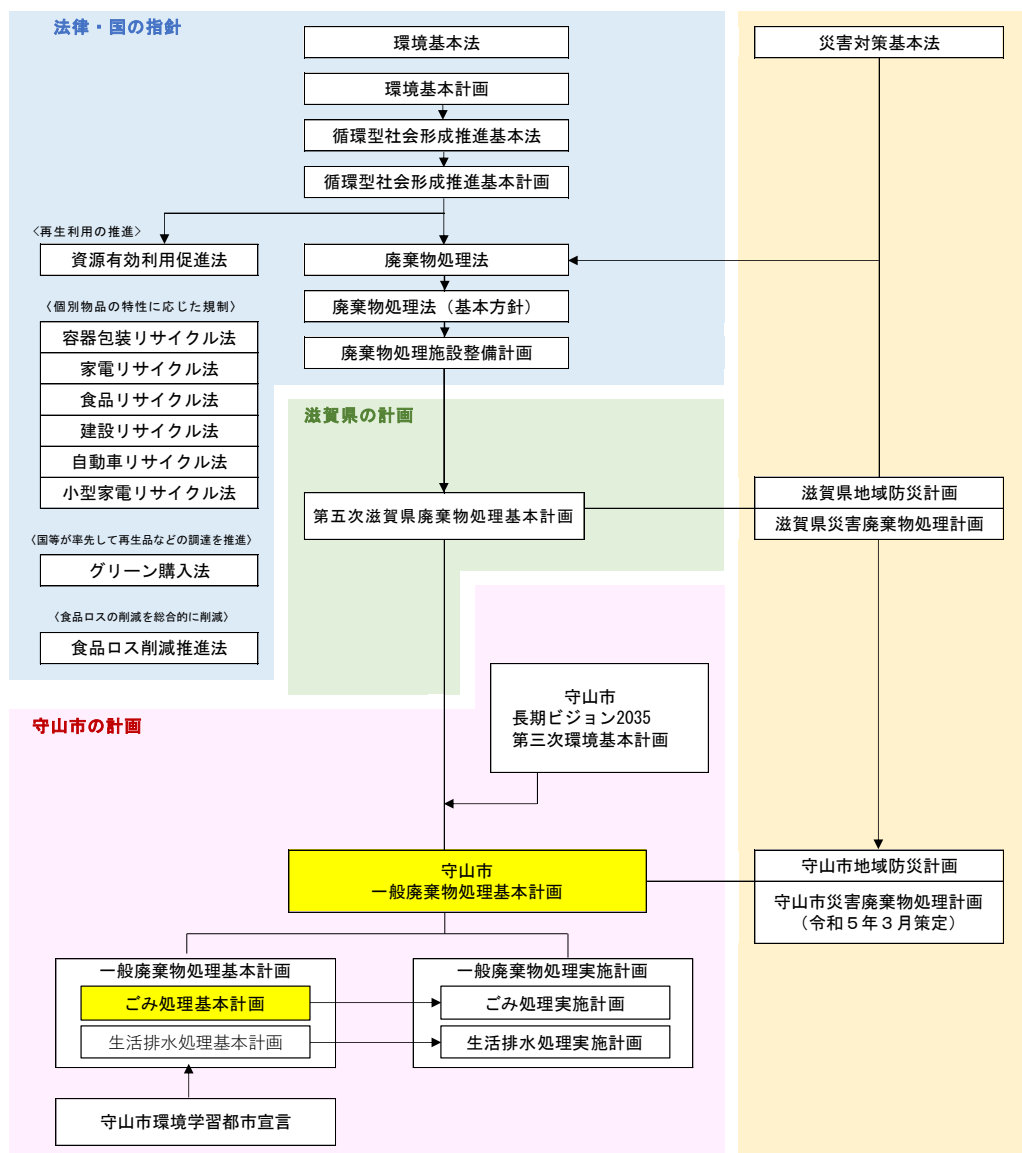 法律・国の指針
環境基本法
環境基本計画
循環型社会形成推進基本法
循環型社会形成推進基本計画
〈再生利用の推進〉
資源有効利用促進法
廃棄物処理法
廃棄物処理法（基本方針）
廃棄物処理施設整備計画
〈個別物品の特性に応じた規制〉
容器包装リサイクル法
家電リサイクル法
食品リサイクル法
建設リサイクル法
自動車リサイクル法
小型家電リサイクル法
〈国等が率先して再生品などの調達を推進〉
グリーン購入法
〈食品ロスの削減を総合的に削減〉
食品ロス削減推進法
滋賀県の計画
第五次滋賀県廃棄物処理基本計画
災害対策基本法
滋賀県地域防災計画
滋賀県災害廃棄物処理計画
守山市の計画
守山市
長期ビジョン2035
第三次環境基本計画
守山市
一般廃棄物処理基本計画
守山市地域防災計画
守山市災害廃棄物処理計画
（令和５年３月策定）
一般廃棄物処理基本計画
ごみ処理基本計画
生活排水処理基本計画
一般廃棄物処理実施計画
ごみ処理実施計画
生活排水処理実施計画
守山市環境学習都市宣言